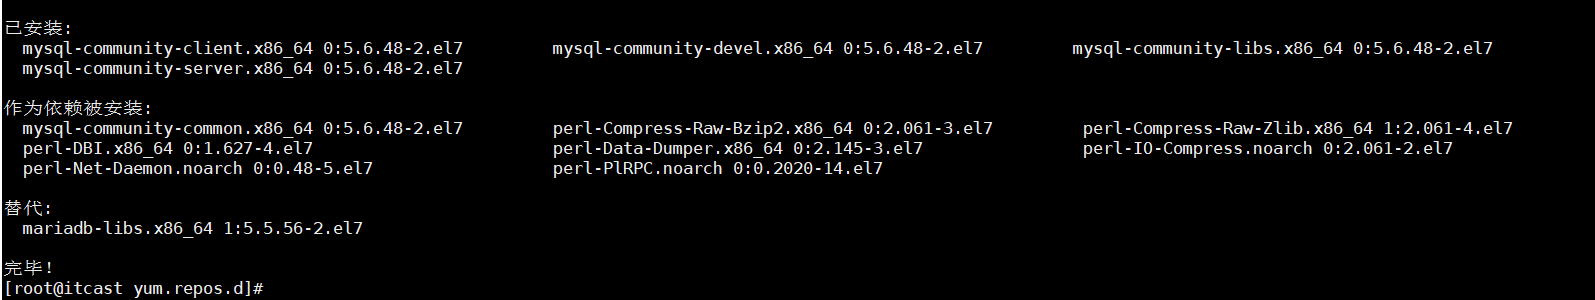 已安装:
mysql-community-client.x86_64 0:5.6.48-2.el7 mysql-community-devel.x86_64 0:5.6.48-2.el7 mysql-community-libs.x86_64 0:5.6.48-2.el7
mysql-community-server.x86_64 0:5.6.48-2.el7
作为依赖被安装:
mysql-community-common.x86_64 0:5.6.48-2.el7 perl-Compress-Raw-Bzip2.x86_64 0:2.061-3.el7 perl-Compress-Raw-Zlib.x86_64 1:2.061-4.el7
perl-DBI.x86_64 0:1.627-4.el7 perl-Data-Dumper.x86_64 0:2.145-3.el7 perl-IO-Compress.noarch 0:2.061-2.el7
perl-Net-Daemon.noarch 0:0.48-5.el7 perl-PlRPC.noarch 0:0.2020-14.el7
替代:
mariadb-libs.x86_64 1:5.5.56-2.el7
完毕!
[root@itcast yum.repos.d]#